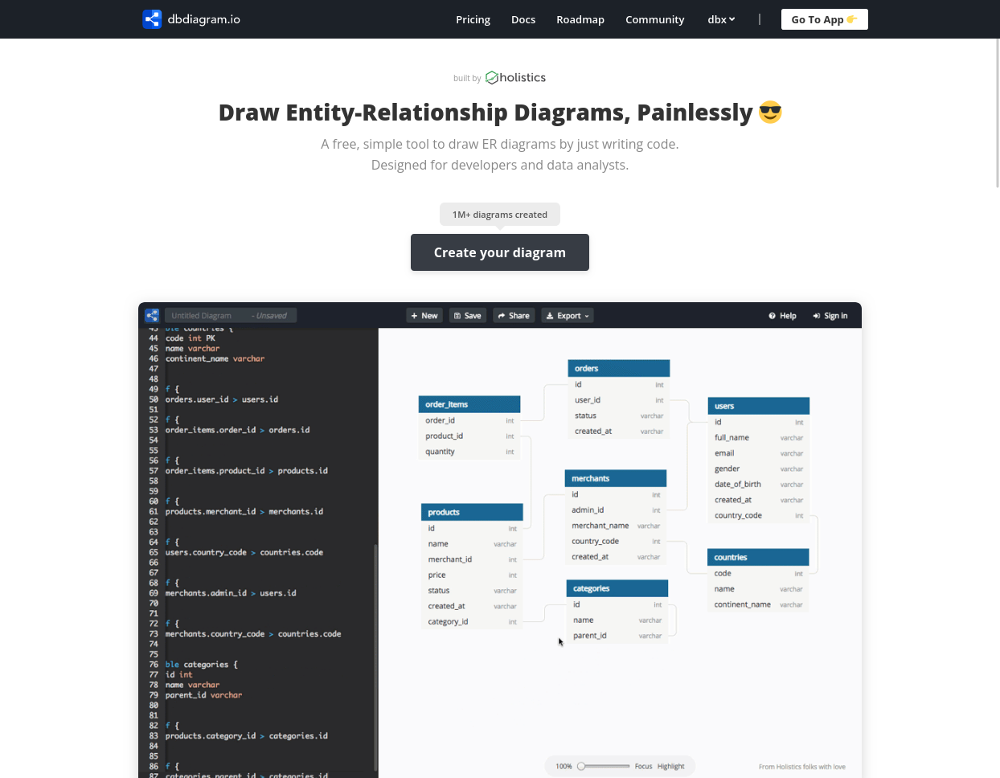 dbdiagram.io
Pricing
Docs
Roadmap
Community
dbx
|
Go To App 👉
built by holistics
Draw Entity-Relationship Diagrams, Painlessly 😎
A free, simple tool to draw ER diagrams by just writing code.
Designed for developers and data analysts.
1M+ diagrams created
Create your diagram
Untitled Diagram - Unsaved
+ New
Save
Share
Export
Help
Sign in
43 ble countries {
44 code int PK
45 name varchar
46 continent_name varchar
47
48
49 f {
50 orders.user_id > users.id
51
52 f {
53 order_items.order_id > orders.id
54
55
56 f {
57 order_items.product_id > products.id
58
59
60 f {
61 products.merchant_id > merchants.id
62
63
64 f {
65 users.country_code > countries.code
66
67
68 f {
69 merchants.admin_id > users.id
70
71
72 f {
73 merchants.country_code > countries.code
74
75
76 ble categories {
77 id int
78 name varchar
79 parent_id varchar
80
81
82 f {
83 products.category_id > categories.id
84
85
86 f {
87 categories.parent_id > categories.id
order_items
order_id int
product_id int
quantity int
orders
id int
user_id int
status varchar
created_at varchar
users
id int
full_name varchar
email varchar
gender varchar
date_of_birth varchar
created_at varchar
country_code int
merchants
id int
admin_id int
merchant_name varchar
country_code int
created_at varchar
products
id int
name varchar
merchant_id int
price int
status varchar
created_at varchar
category_id int
countries
code int
name varchar
continent_name varchar
categories
id int
name varchar
parent_id varchar
100%
Focus
Highlight
From Holistics folks with love